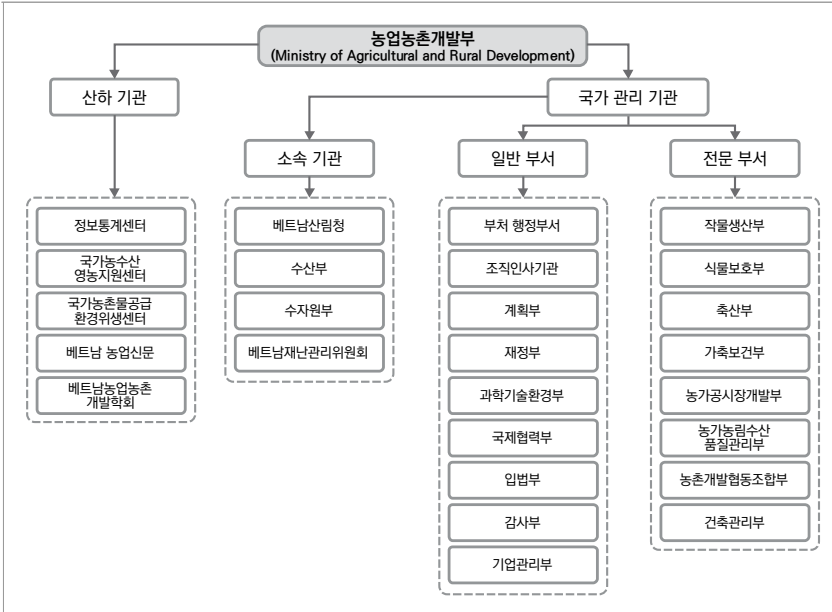 농업농촌개발부
(Ministry of Agricultural and Rural Development)
산하 기관
국가 관리 기관
소속 기관
일반 부서
전문 부서
정보통계센터
국가농수산
영농지원센터
국가농촌물공급
환경위생센터
베트남 농업신문
베트남농업농촌
개발학회
베트남산림청
수산부
수자원부
베트남재난관리위원회
부처 행정부서
조직인사기관
계획부
재정부
과학기술환경부
국제협력부
입법부
감사부
기업관리부
작물생산부
식물보호부
축산부
가축보건부
농가공시장개발부
농가농림수산
품질관리부
농촌개발협동조합부
건축관리부